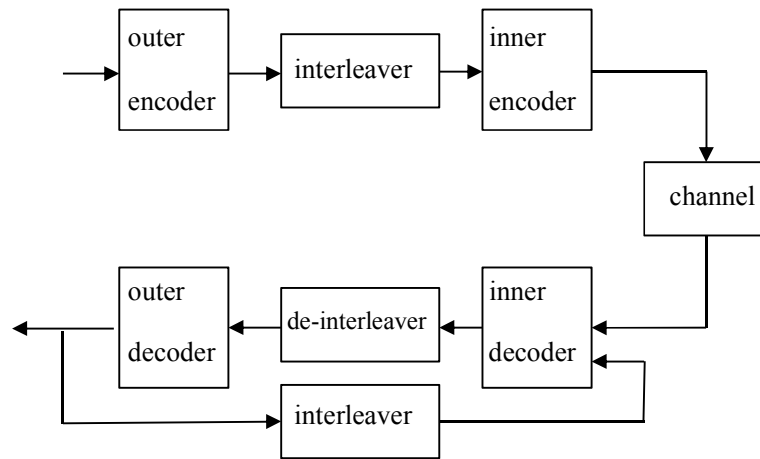 outer
encoder
interleaver
inner
encoder
channel
outer
decoder
de-interleaver
inner
decoder
interleaver